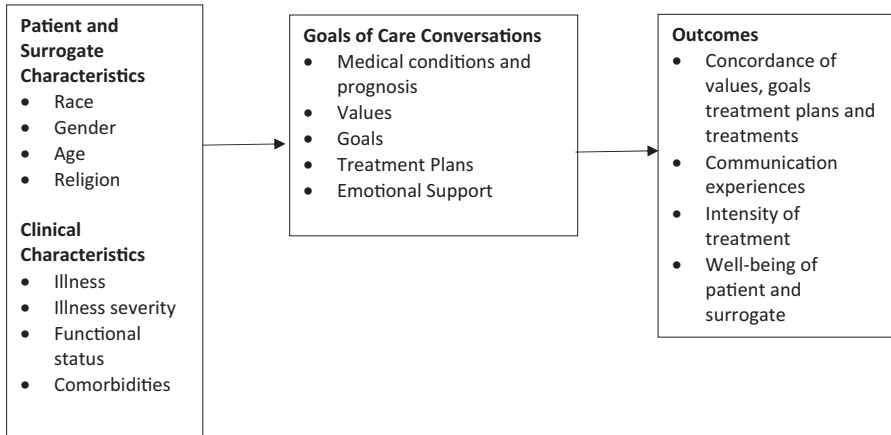 Patient and
Surrogate
Characteristics
• Race
• Gender
• Age
• Religion
Clinical
Characteristics
• Illness
• Illness severity
• Functional
status
• Comorbidities
Goals of Care Conversations
• Medical conditions and
prognosis
• Values
• Goals
• Treatment Plans
• Emotional Support
Outcomes
• Concordance of
values, goals
treatment plans and
treatments
• Communication
experiences
• Intensity of
treatment
• Well-being of
patient and
surrogate